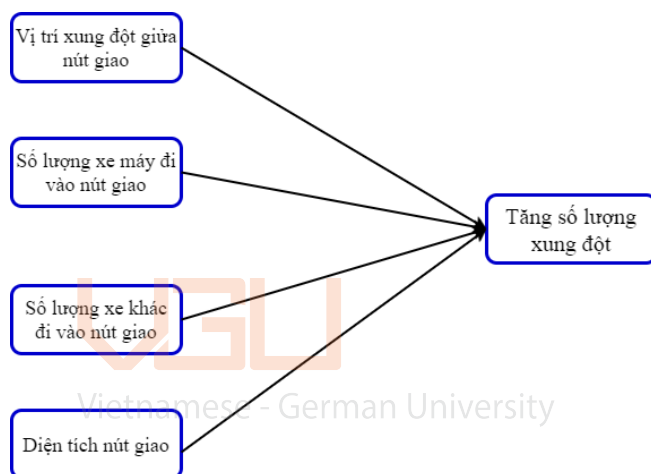 Vị trí xung đột giữa
nút giao
Số lượng xe máy đi
vào nút giao
Tăng số lượng
xung đột
Số lượng xe khác
đi vào nút giao
VGU
Vietnamese - German University
Diện tích nút giao